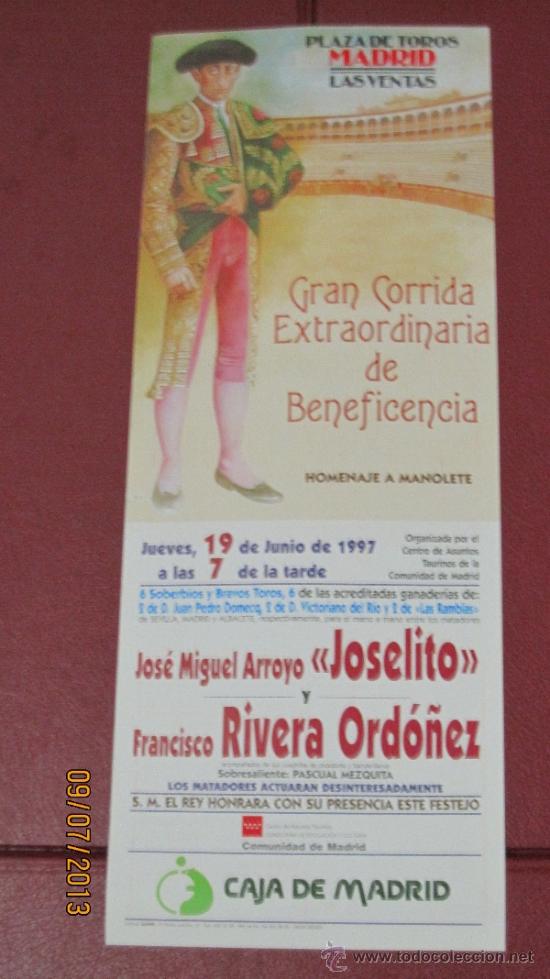 PLAZA DE TOROS
MADRID
LAS VENTAS
Gran Corrida
Extraordinaria
de
Beneficencia
HOMENAJE A MANOLETE
Jueves, 19 de Junio de 1997
a las 7 de la tarde
Organizada por el
Centro de Asuntos
Taurinos de la
Comunidad de Madrid
6 Soberbios y Bravos Toros, 6 de las acreditadas ganaderías de:
2 de D. Juan Pedro Domecq, 2 de D. Victoriano del Río y 2 de «Las Ramblas»
de SEVILLA, MADRID y ALBACETE, respectivamente, para el mano a mano entre los matadores
José Miguel Arroyo «Joselito»
Y
Francisco Rivera Ordóñez
Sobresaliente: PASCUAL MEZQUITA
LOS MATADORES ACTUARAN DESINTERESADAMENTE
S. M. EL REY HONRARA CON SU PRESENCIA ESTE FESTEJO
Comunidad de Madrid
CAJA DE MADRID
09/07/2013
www.todocoleccion.net